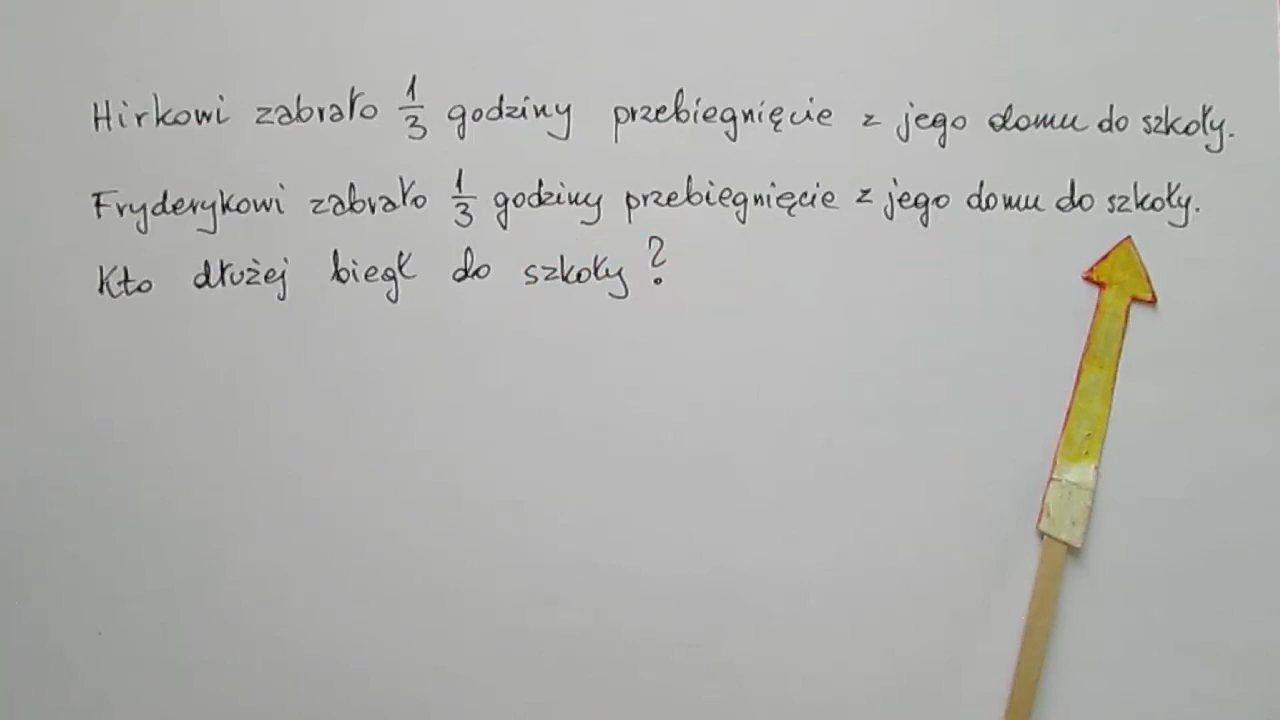 Hirkowi zabrało 1/3 godziny przebiegnięcie z jego domu do szkoły.
Fryderykowi zabrało 1/3 godziny przebiegnięcie z jego domu do szkoły.
Kto dłużej biegł do szkoły?